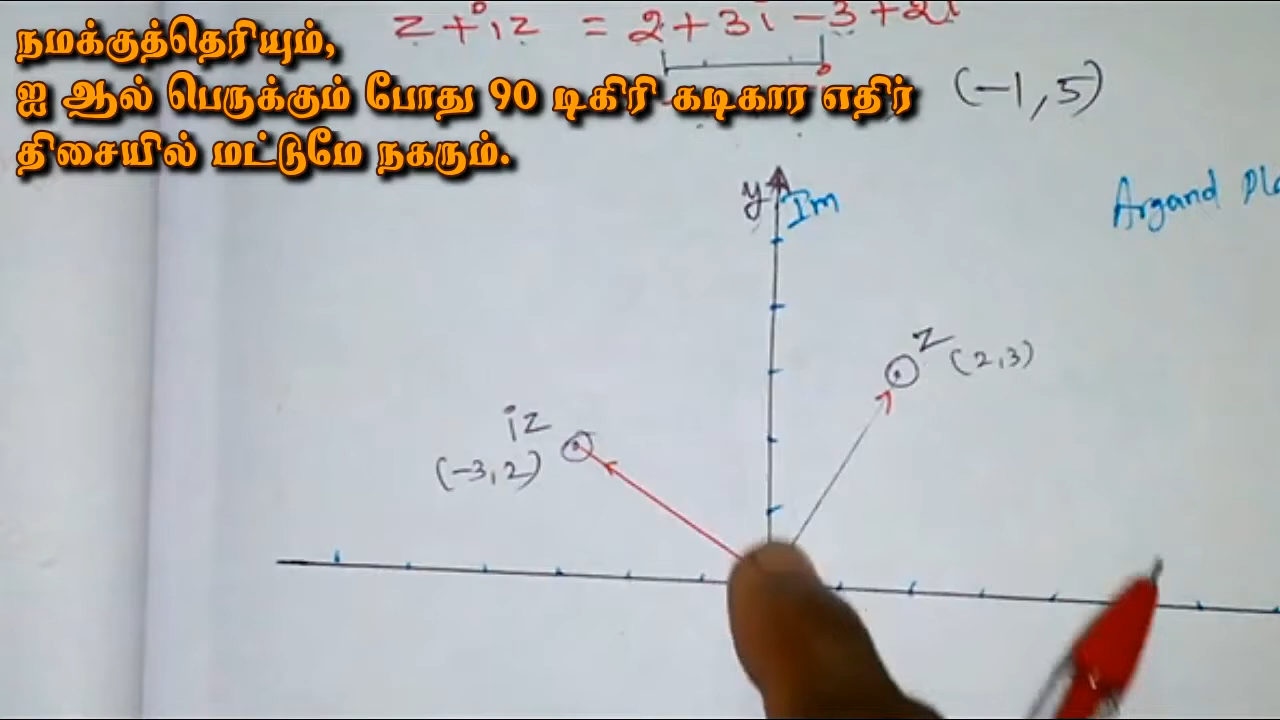 z + iz = 2 + 3i - 3 + 2i
நமக்குத்தெரியும்,
ஐ ஆல் பெருக்கும் போது 90 டிகிரி கடிகார எதிர்
திசையில் மட்டுமே நகரும்.
(-1, 5)
y Im
Argand
z (2, 3)
iz
(-3, 2)